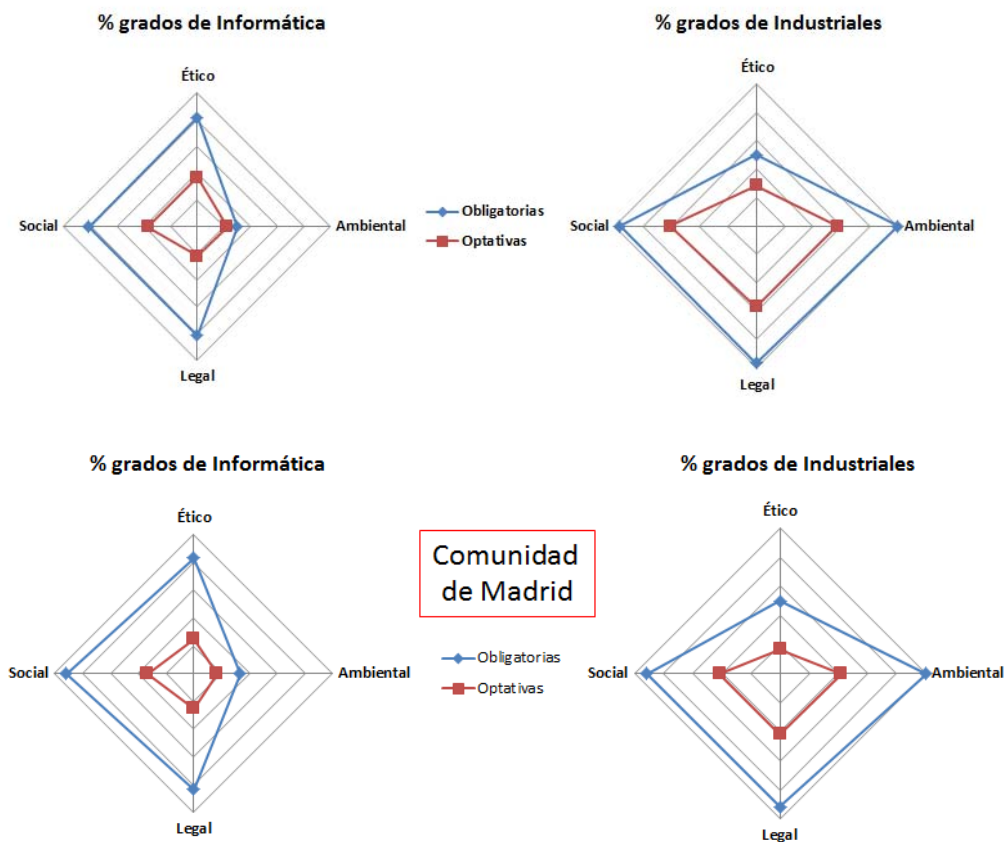 % grados de Informática
Ético
Social
Ambiental
Legal
Obligatorias
Optativas
% grados de Industriales
Ético
Social
Ambiental
Legal
% grados de Informática
Ético
Social
Ambiental
Legal
Comunidad
de Madrid
Obligatorias
Optativas
% grados de Industriales
Ético
Social
Ambiental
Legal